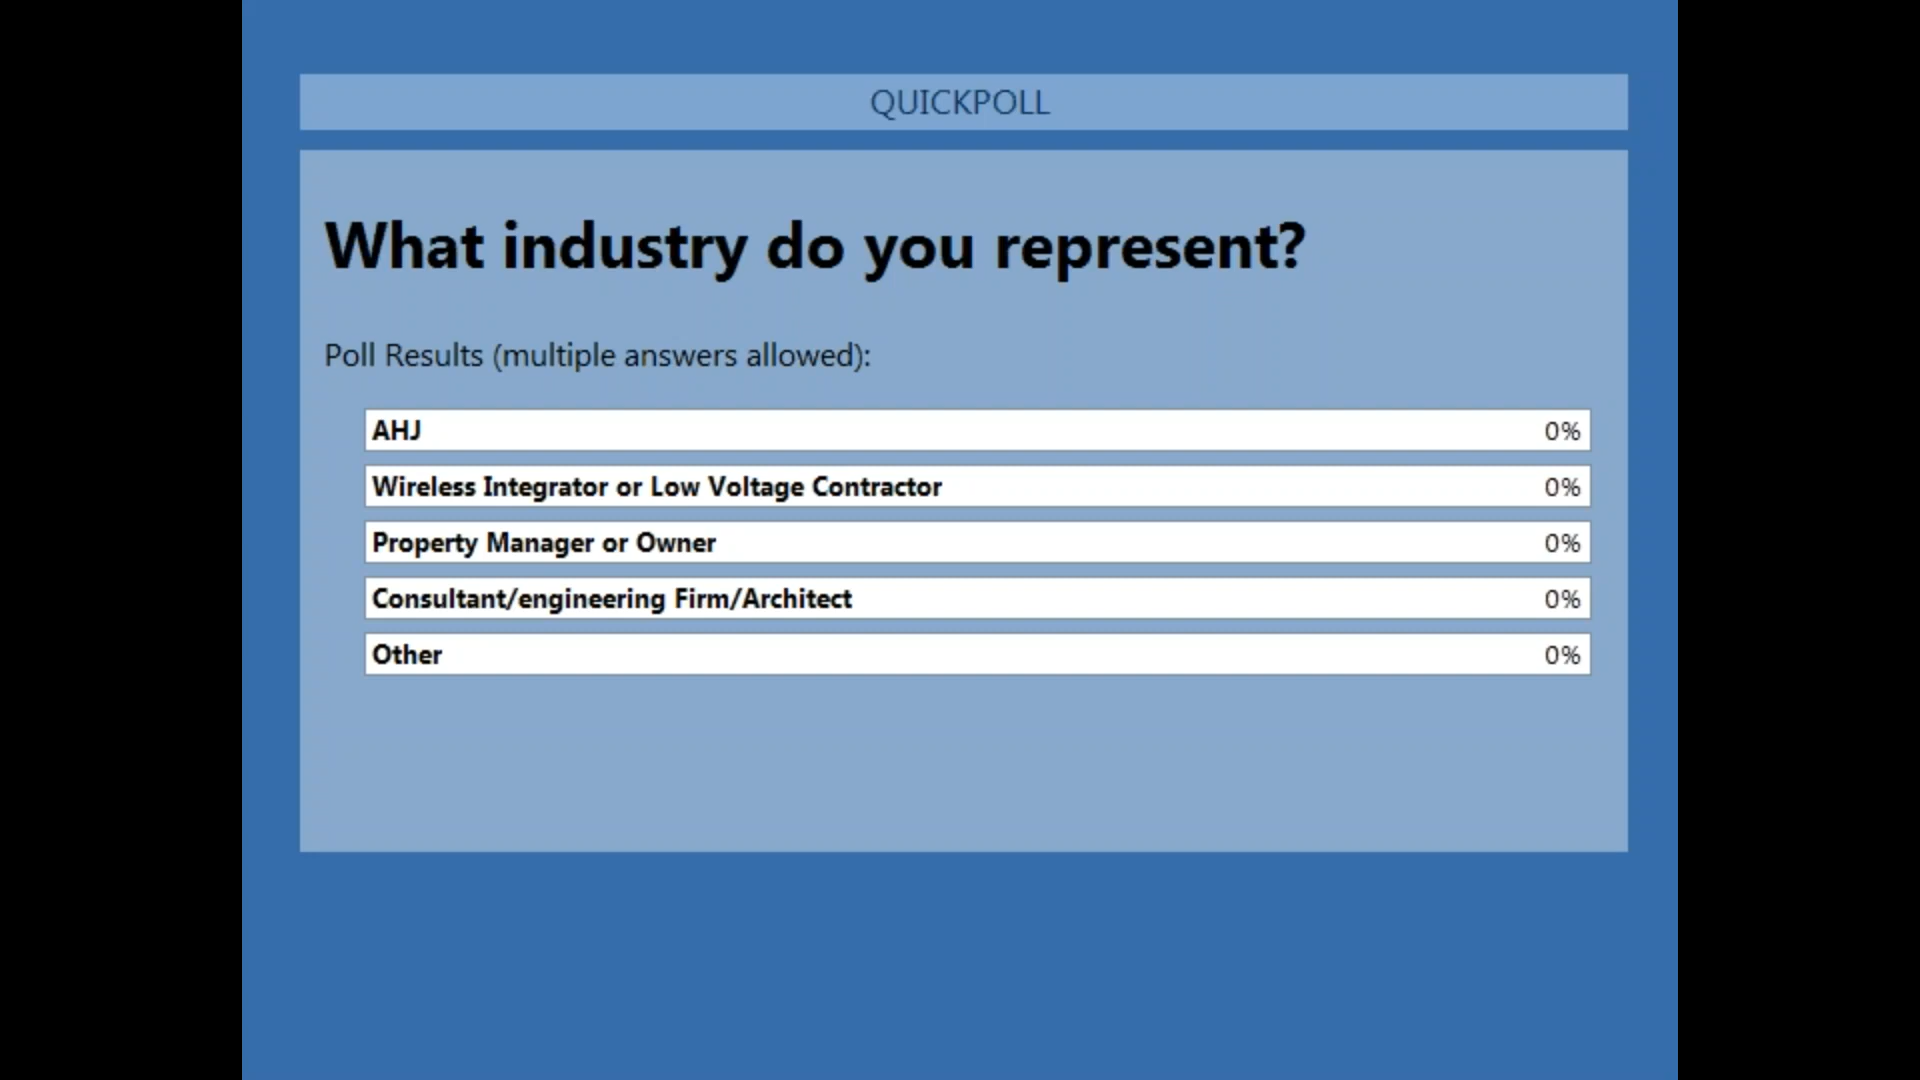 QUICKPOLL
What industry do you represent?
Poll Results (multiple answers allowed):
AHJ 0%
Wireless Integrator or Low Voltage Contractor 0%
Property Manager or Owner 0%
Consultant/engineering Firm/Architect 0%
Other 0%